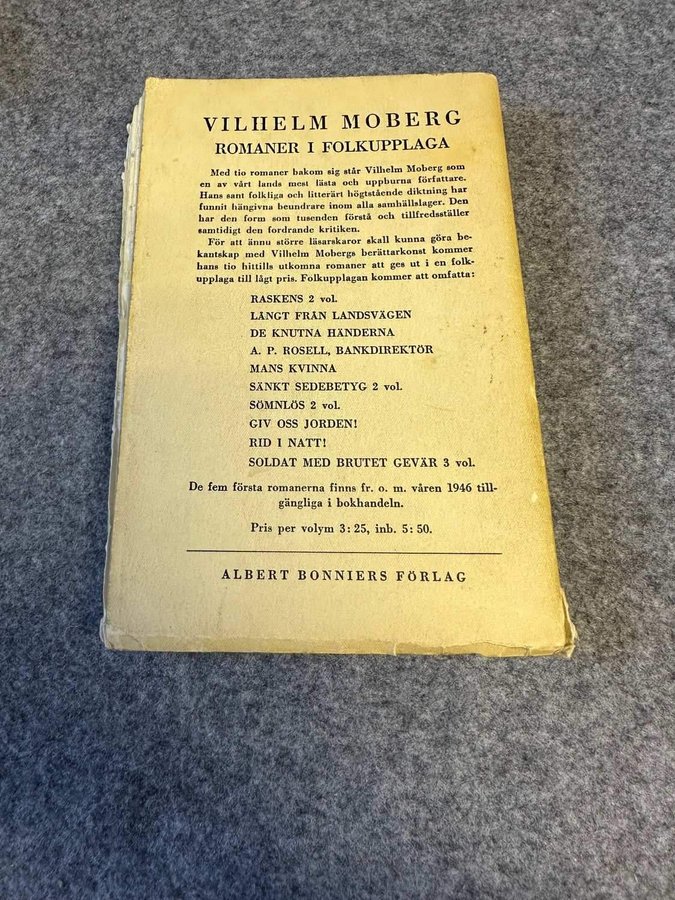 VILHELM MOBERG
ROMANER I FOLKUPPLAGA
Med tio romaner bakom sig står Vilhelm Moberg som
en av vårt lands mest lästa och uppburna författare.
Hans sant folkliga och litterärt högtstående diktning har
funnit hängivna beundrare inom alla samhällslager. Den
har den form som tusenden förstå och tillfredsställer
samtidigt den fordrande kritiken.
För att ännu större läsarskaror skall kunna göra be-
kantskap med Vilhelm Mobergs berättarkonst kommer
hans tio hittills utkomna romaner att ges ut i en folk-
upplaga till lågt pris. Folkupplagan kommer att omfatta:
RASKENS 2 vol.
LÅNGT FRÅN LANDSVÄGEN
DE KNUTNA HÄNDERNA
A. P. ROSELL, BANKDIREKTÖR
MANS KVINNA
SÄNKT SEDEBETYG 2 vol.
SÖMNLÖS 2 vol.
GIV OSS JORDEN!
RID I NATT!
SOLDAT MED BRUTET GEVÄR 3 vol.
De fem första romanerna finns fr. o. m. våren 1946 till-
gängliga i bokhandeln.
Pris per volym 3:25, inb. 5:50.
ALBERT BONNIERS FÖRLAG